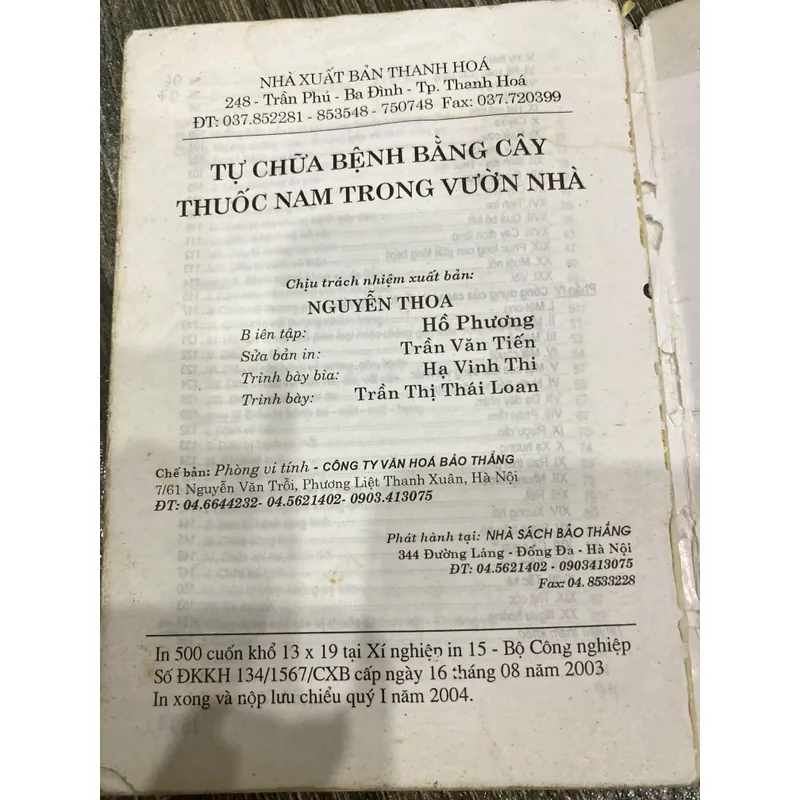 NHÀ XUẤT BẢN THANH HOÁ
248 - Trần Phú - Ba Đình - Tp. Thanh Hoá
ĐT: 037.852281 - 853548 - 750748 Fax: 037.720399
TỰ CHỮA BỆNH BẰNG CÂY
THUỐC NAM TRONG VƯỜN NHÀ
Chịu trách nhiệm xuất bản:
NGUYỄN THOA
Biên tập: Hồ Phương
Sửa bản in: Trần Văn Tiến
Trình bày bìa: Hạ Vinh Thi
Trình bày: Trần Thị Thái Loan
Chế bản: Phòng vi tính - CÔNG TY VĂN HOÁ BẢO THẮNG
7/61 Nguyễn Văn Trỗi, Phương Liệt Thanh Xuân, Hà Nội
ĐT: 04.6644232- 04.5621402- 0903.413075
Phát hành tại: NHÀ SÁCH BẢO THẮNG
344 Đường Láng - Đống Đa - Hà Nội
ĐT: 04.5621402 - 0903413075
Fax: 04. 8533228
In 500 cuốn khổ 13 x 19 tại Xí nghiệp in 15 - Bộ Công nghiệp
Số ĐKKH 134/1567/CXB cấp ngày 16 tháng 08 năm 2003
In xong và nộp lưu chiểu quý I năm 2004.